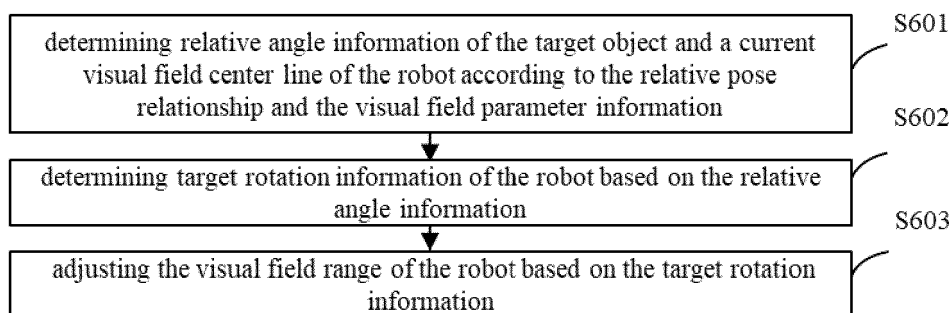 S601
determining relative angle information of the target object and a current
visual field center line of the robot according to the relative pose
relationship and the visual field parameter information
S602
determining target rotation information of the robot based on the relative
angle information
S603
adjusting the visual field range of the robot based on the target rotation
information